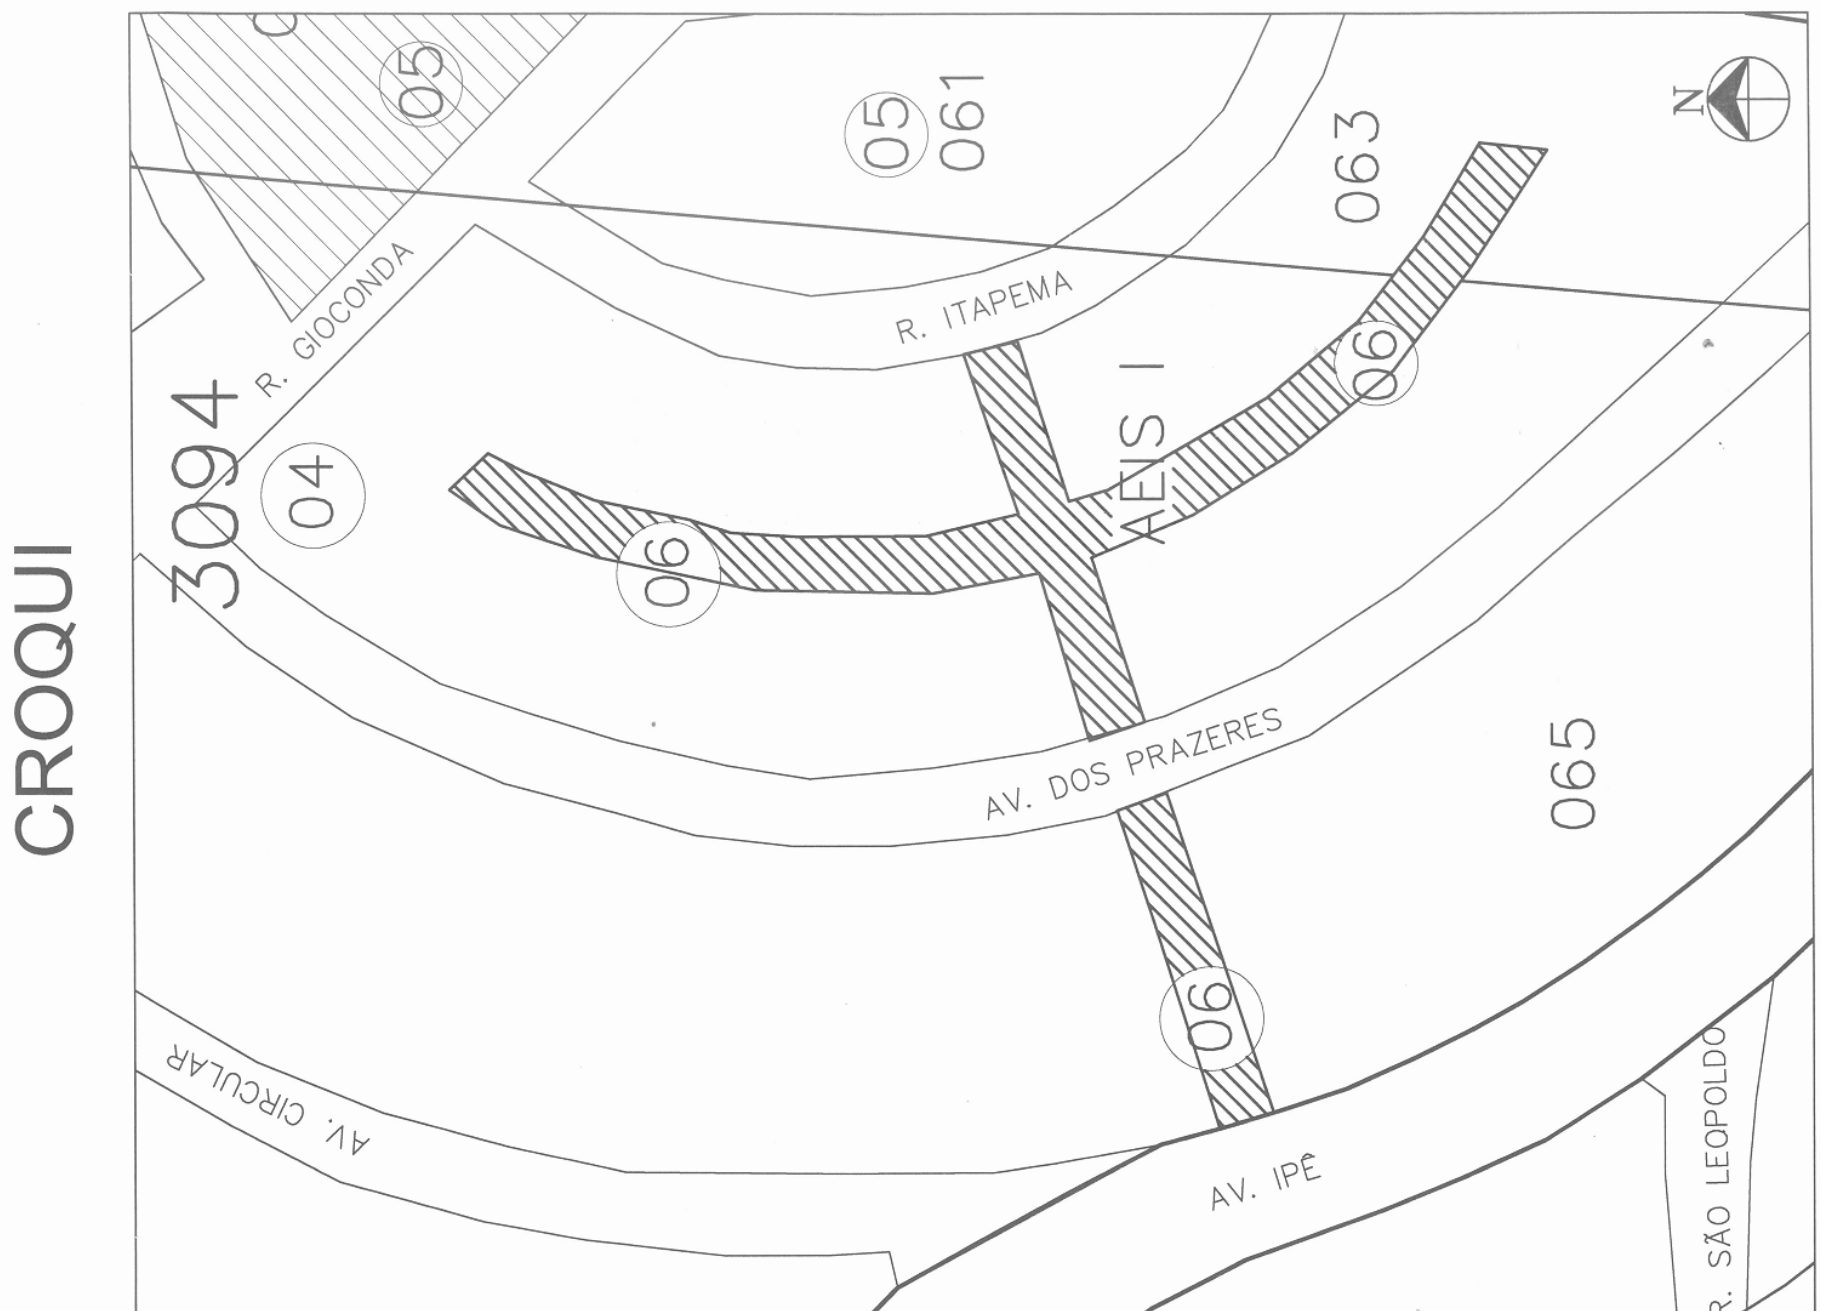 CROQUI
05
05
061
063
N
R. GIOCONDA
R. ITAPEMA
3094
04
AEIS I
06
06
AV. DOS PRAZERES
065
06
AV. CIRCULAR
AV. IPÊ
R. SÃO LEOPOLDO